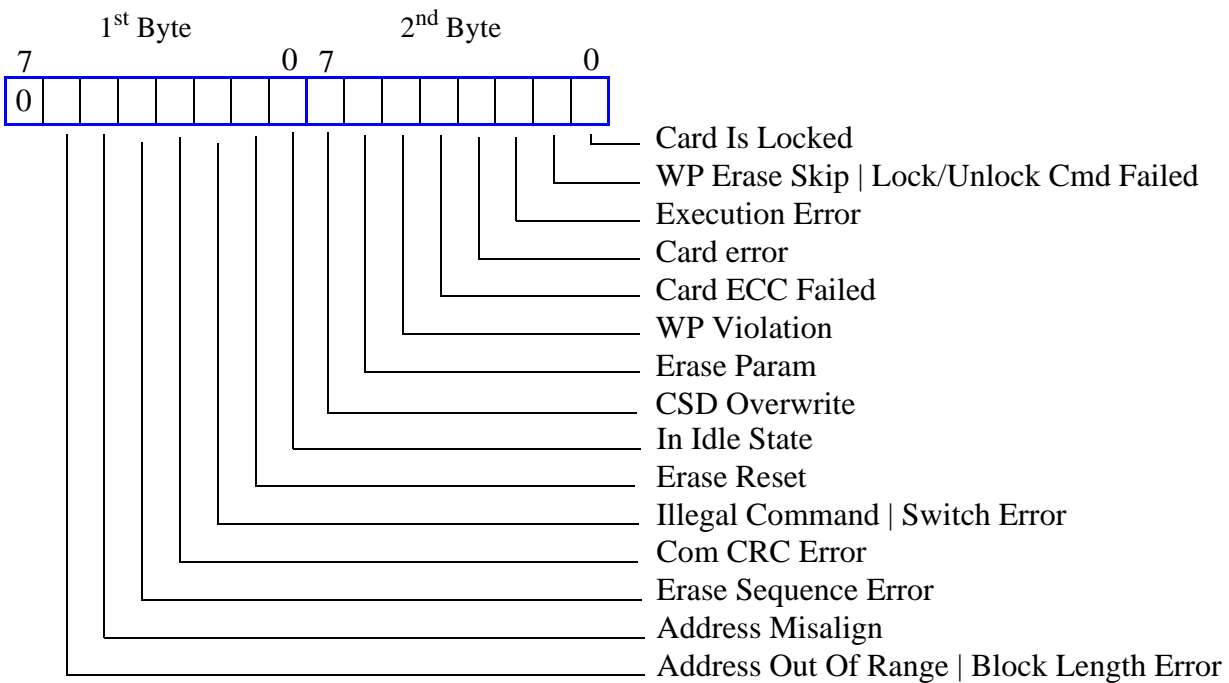 1st Byte 2nd Byte
7 0 7 0
0
Card Is Locked
WP Erase Skip | Lock/Unlock Cmd Failed
Execution Error
Card error
Card ECC Failed
WP Violation
Erase Param
CSD Overwrite
In Idle State
Erase Reset
Illegal Command | Switch Error
Com CRC Error
Erase Sequence Error
Address Misalign
Address Out Of Range | Block Length Error